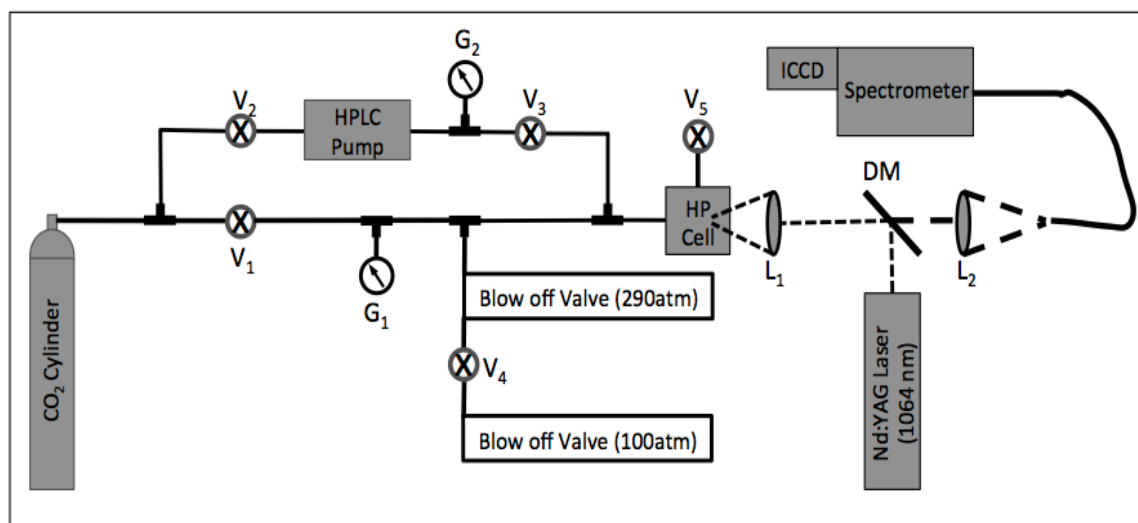 G2
ICCD
Spectrometer
V2
HPLC
Pump
V3
V5
DM
HP
Cell
V1
G1
L1
L2
Blow off Valve (290atm)
V4
Blow off Valve (100atm)
CO2 Cylinder
Nd:YAG Laser
(1064 nm)